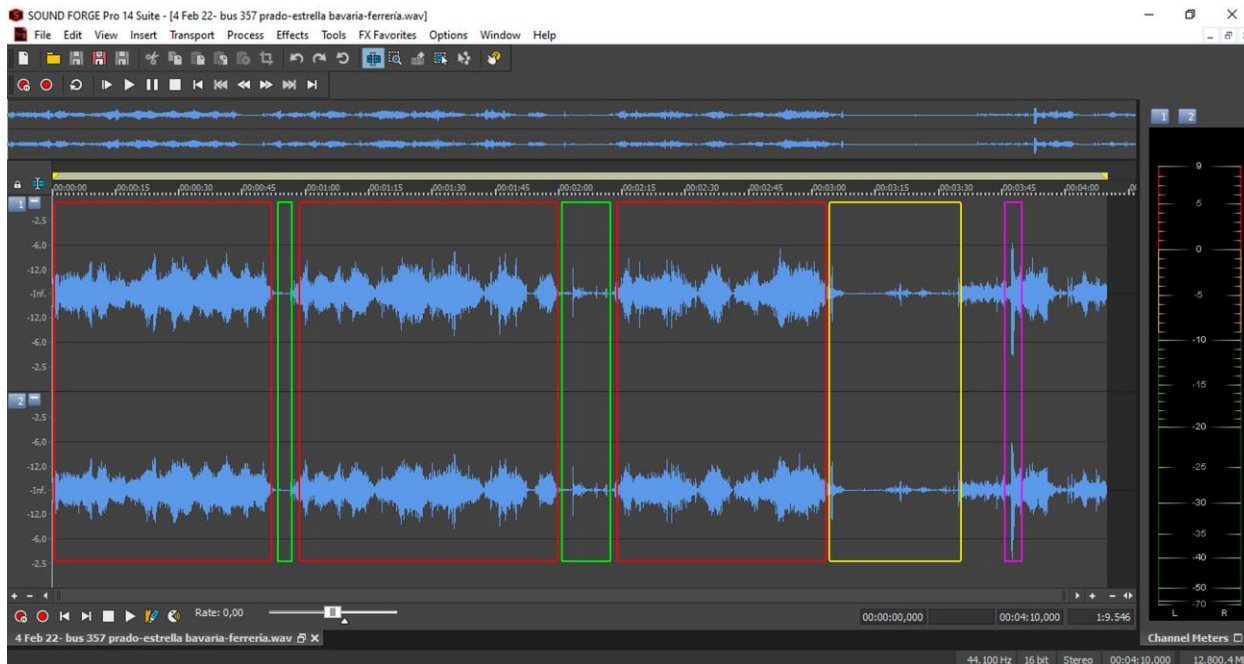 SOUND FORGE Pro 14 Suite - [4 Feb 22- bus 357 prado-estrella bavaria-ferrería.wav]
File Edit View Insert Transport Process Effects Tools FX Favorites Options Window Help
1 2
00:00:00 00:00:15 00:00:30 00:00:45 00:01:00 00:01:15 00:01:30 00:01:45 00:02:00 00:02:15 00:02:30 00:02:45 00:03:00 00:03:15 00:03:30 00:03:45 00:04:00
1
-2.5
-6.0
-12.0
-Inf.
-12.0
-6.0
-2.5
2
-2.5
-6.0
-12.0
-Inf.
-12.0
-6.0
-2.5
9
5
0
-5
-10
-15
-20
-25
-30
-35
-40
-50
-70
L R
Rate: 0,00
00:00:00,000 00:04:10,000 1:9.546
4 Feb 22- bus 357 prado-estrella bavaria-ferrería.wav
Channel Meters
44.100 Hz 16 bit Stereo 00:04:10,000